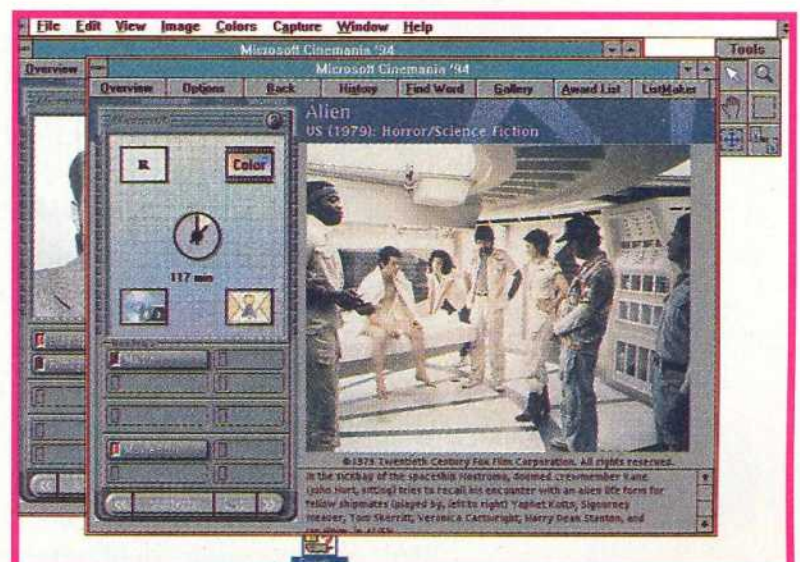 File Edit View Image Colors Capture Window Help
Microsoft Cinemania '94
Tools
Overview
Microsoft Cinemania '94
Overview Options Back History Find Word Gallery Award List ListMaker
Alien
US (1979): Horror/Science Fiction
R
Color
117 min
©1979 Twentieth Century Fox Film Corporation. All rights reserved.
In the sickbay of the spaceship Nostromo, doomed crewmember Kane
(John Hurt, sitting) tries to recall his encounter with an alien life form for
fellow shipmates (played by, left to right) Yaphet Kotto, Sigourney
Weaver, Tom Skerritt, Veronica Cartwright, Harry Dean Stanton, and